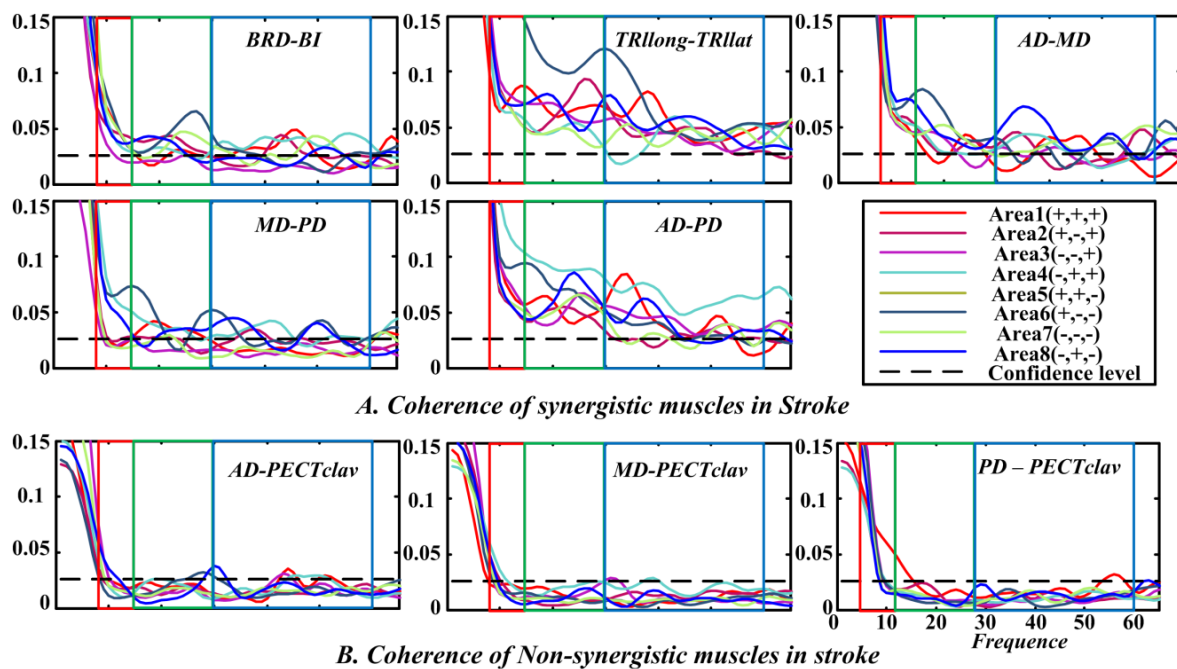 0.15
0.1
0.05
0
BRD-BI
0.15
0.1
0.05
0
TRllong-TRllat
0.15
0.1
0.05
0
AD-MD
0.15
0.1
0.05
0
MD-PD
0.15
0.1
0.05
0
AD-PD
Area1(+,+,+)
Area2(+,-,+)
Area3(-,-,+)
Area4(-,+,+)
Area5(+,+,-)
Area6(+,-,-)
Area7(-,-,-)
Area8(-,+,-)
Confidence level
A. Coherence of synergistic muscles in Stroke
0.15
0.1
0.05
0
AD-PECTclav
0.15
0.1
0.05
0
MD-PECTclav
0.15
0.1
0.05
PD – PECTclav
0 10 20 30 40 50 60
Frequence
B. Coherence of Non-synergistic muscles in stroke